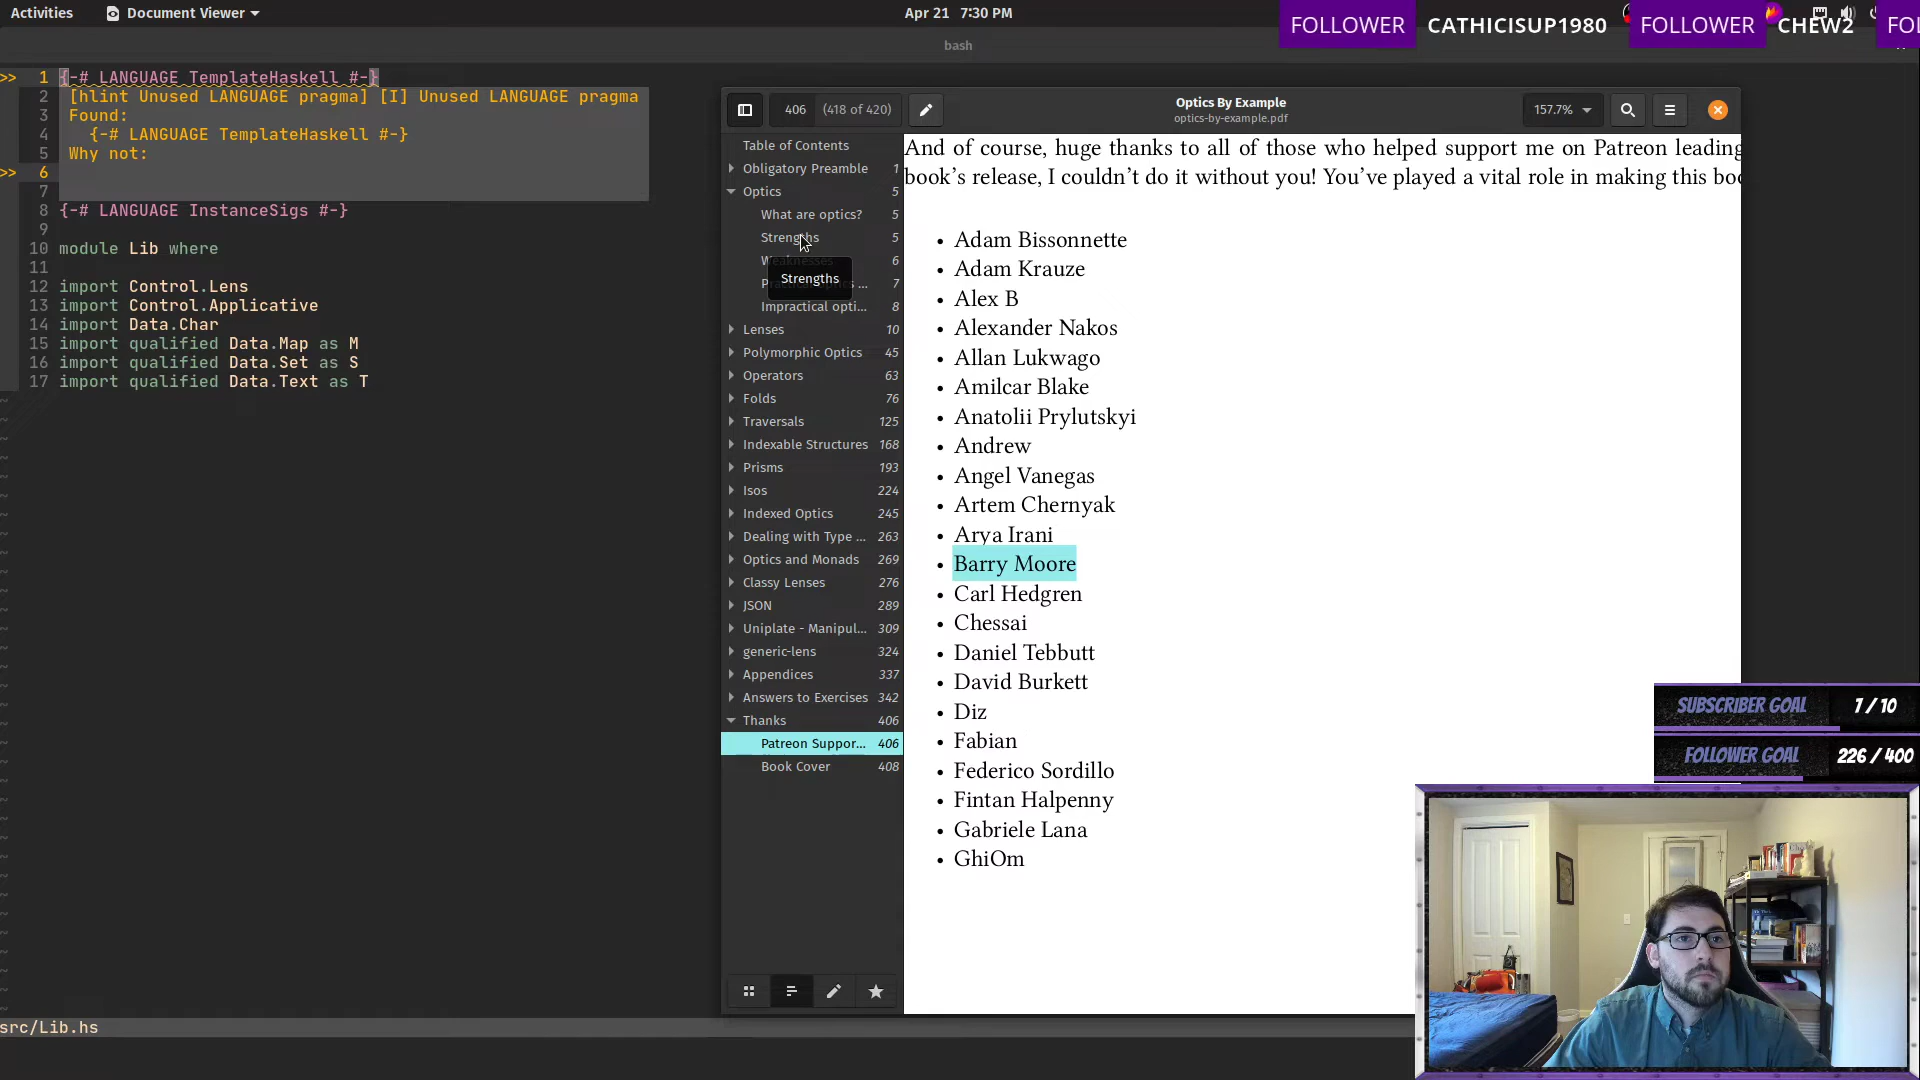 Activities
Document Viewer
Apr 21 7:30 PM
FOLLOWER
CATHICISUP1980
FOLLOWER
CHEW2
FOL
bash
>> 1 {-# LANGUAGE TemplateHaskell #-}
2 [hlint Unused LANGUAGE pragma] [I] Unused LANGUAGE pragma
3 Found:
4 {-# LANGUAGE TemplateHaskell #-}
5 Why not:
>> 6
7
8 {-# LANGUAGE InstanceSigs #-}
9
10 module Lib where
11
12 import Control.Lens
13 import Control.Applicative
14 import Data.Char
15 import qualified Data.Map as M
16 import qualified Data.Set as S
17 import qualified Data.Text as T
src/Lib.hs
406 (418 of 420)
Optics By Example
optics-by-example.pdf
157.7%
Table of Contents
Obligatory Preamble 1
Optics 5
What are optics? 5
Strengths 5
Weaknesses 6
Strengths
... 7
Impractical opti... 8
Lenses 10
Polymorphic Optics 45
Operators 63
Folds 76
Traversals 125
Indexable Structures 168
Prisms 193
Isos 224
Indexed Optics 245
Dealing with Type ... 263
Optics and Monads 269
Classy Lenses 276
JSON 289
Uniplate - Manipul... 309
generic-lens 324
Appendices 337
Answers to Exercises 342
Thanks 406
Patreon Suppor... 406
Book Cover 408
And of course, huge thanks to all of those who helped support me on Patreon leading
book’s release, I couldn’t do it without you! You’ve played a vital role in making this boo
• Adam Bissonnette
• Adam Krauze
• Alex B
• Alexander Nakos
• Allan Lukwago
• Amilcar Blake
• Anatolii Prylutskyi
• Andrew
• Angel Vanegas
• Artem Chernyak
• Arya Irani
• Barry Moore
• Carl Hedgren
• Chessai
• Daniel Tebbutt
• David Burkett
• Diz
• Fabian
• Federico Sordillo
• Fintan Halpenny
• Gabriele Lana
• GhiOm
SUBSCRIBER GOAL 7 / 10
FOLLOWER GOAL 226 / 400